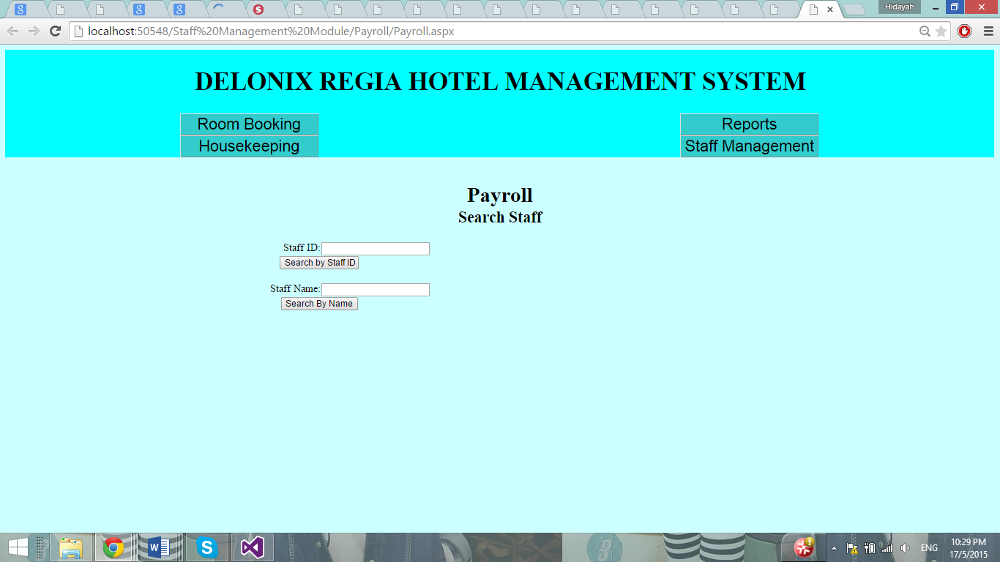 Hidayah
localhost:50548/Staff%20Management%20Module/Payroll/Payroll.aspx
DELONIX REGIA HOTEL MANAGEMENT SYSTEM
Room Booking
Reports
Housekeeping
Staff Management
Payroll
Search Staff
Staff ID:
Search by Staff ID
Staff Name:
Search By Name
ENG
10:29 PM
17/5/2015